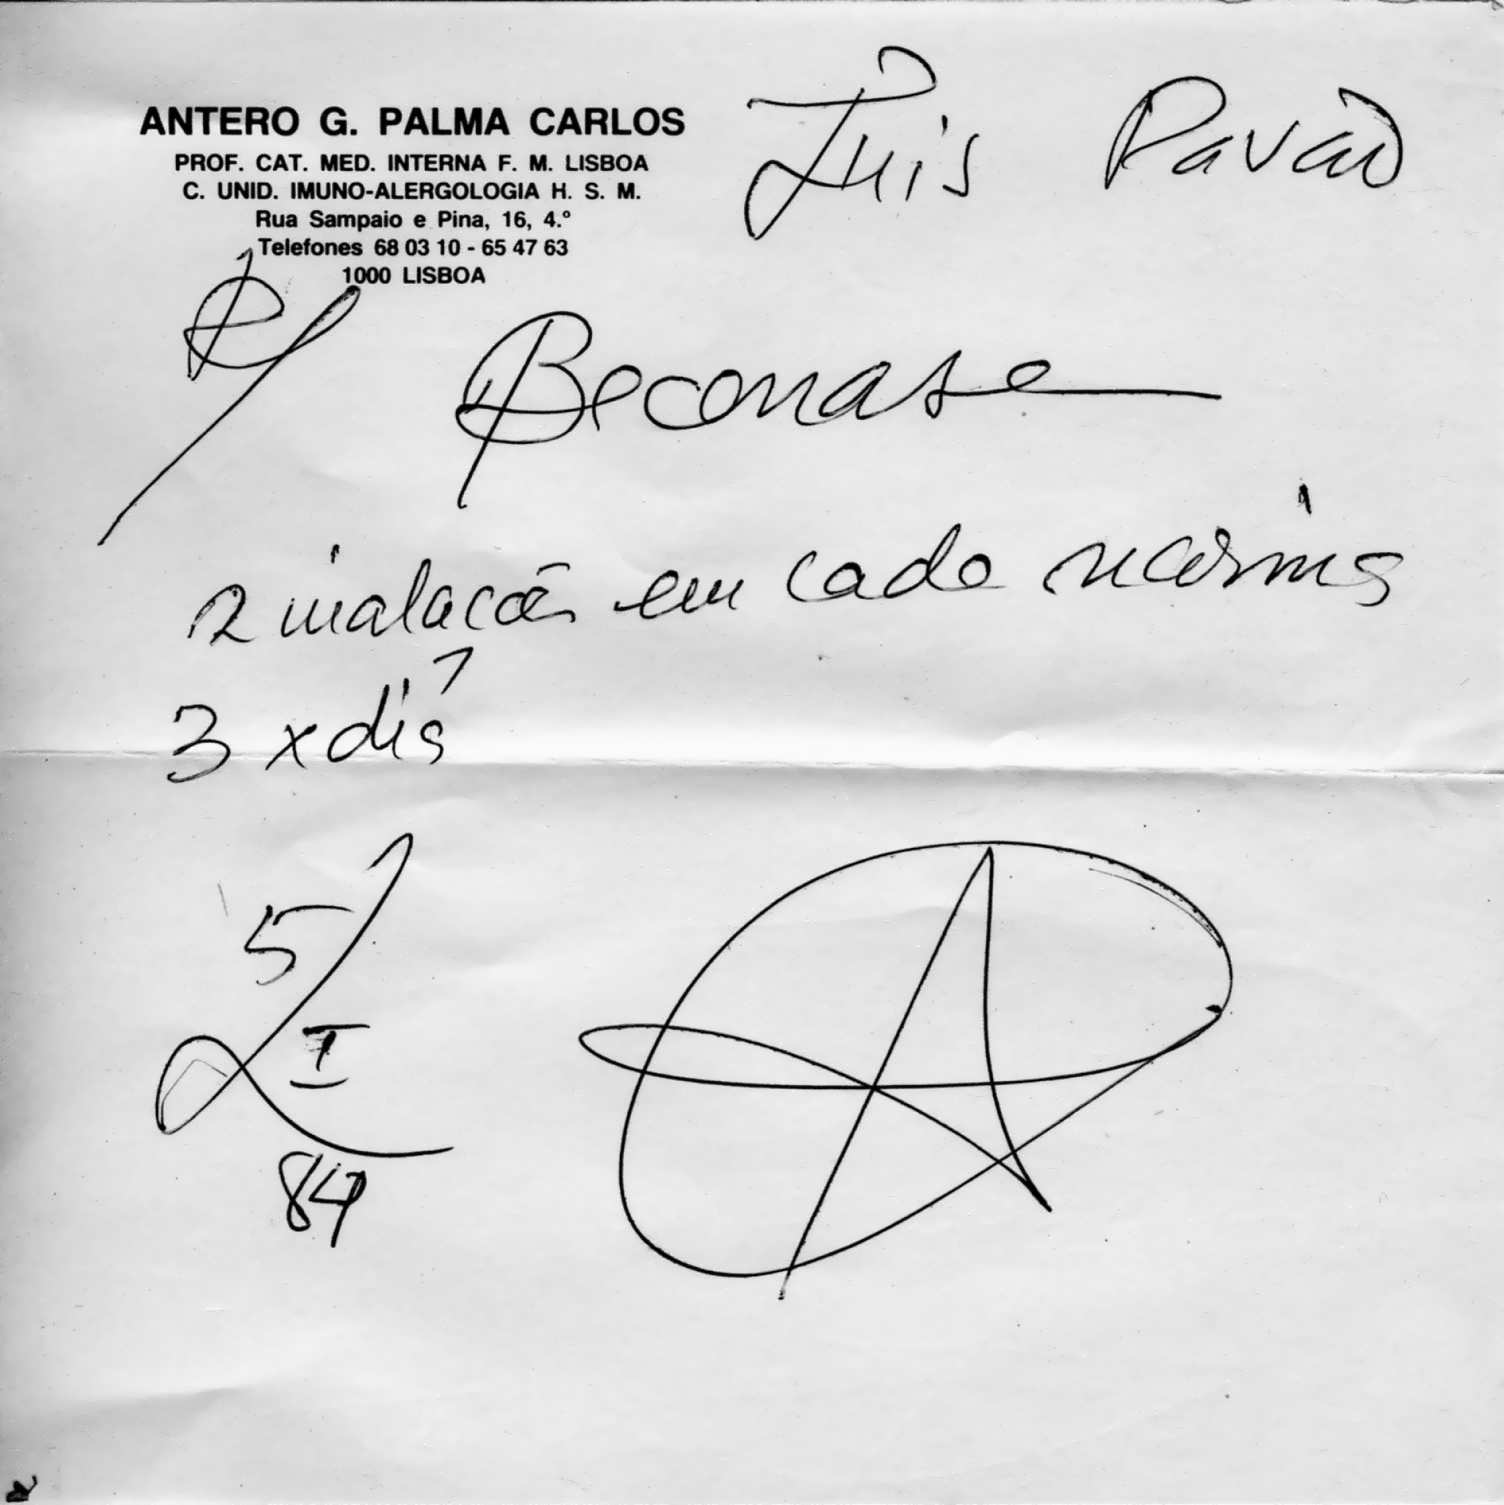 ANTERO G. PALMA CARLOS
PROF. CAT. MED. INTERNA F. M. LISBOA
C. UNID. IMUNO-ALERGOLOGIA H. S. M.
Rua Sampaio e Pina, 16, 4.º
Telefones 68 03 10 - 65 47 63
1000 LISBOA
Luis Pavão
R/
Beconase
2 inalações em cada narina
3 x dia
5
I
84